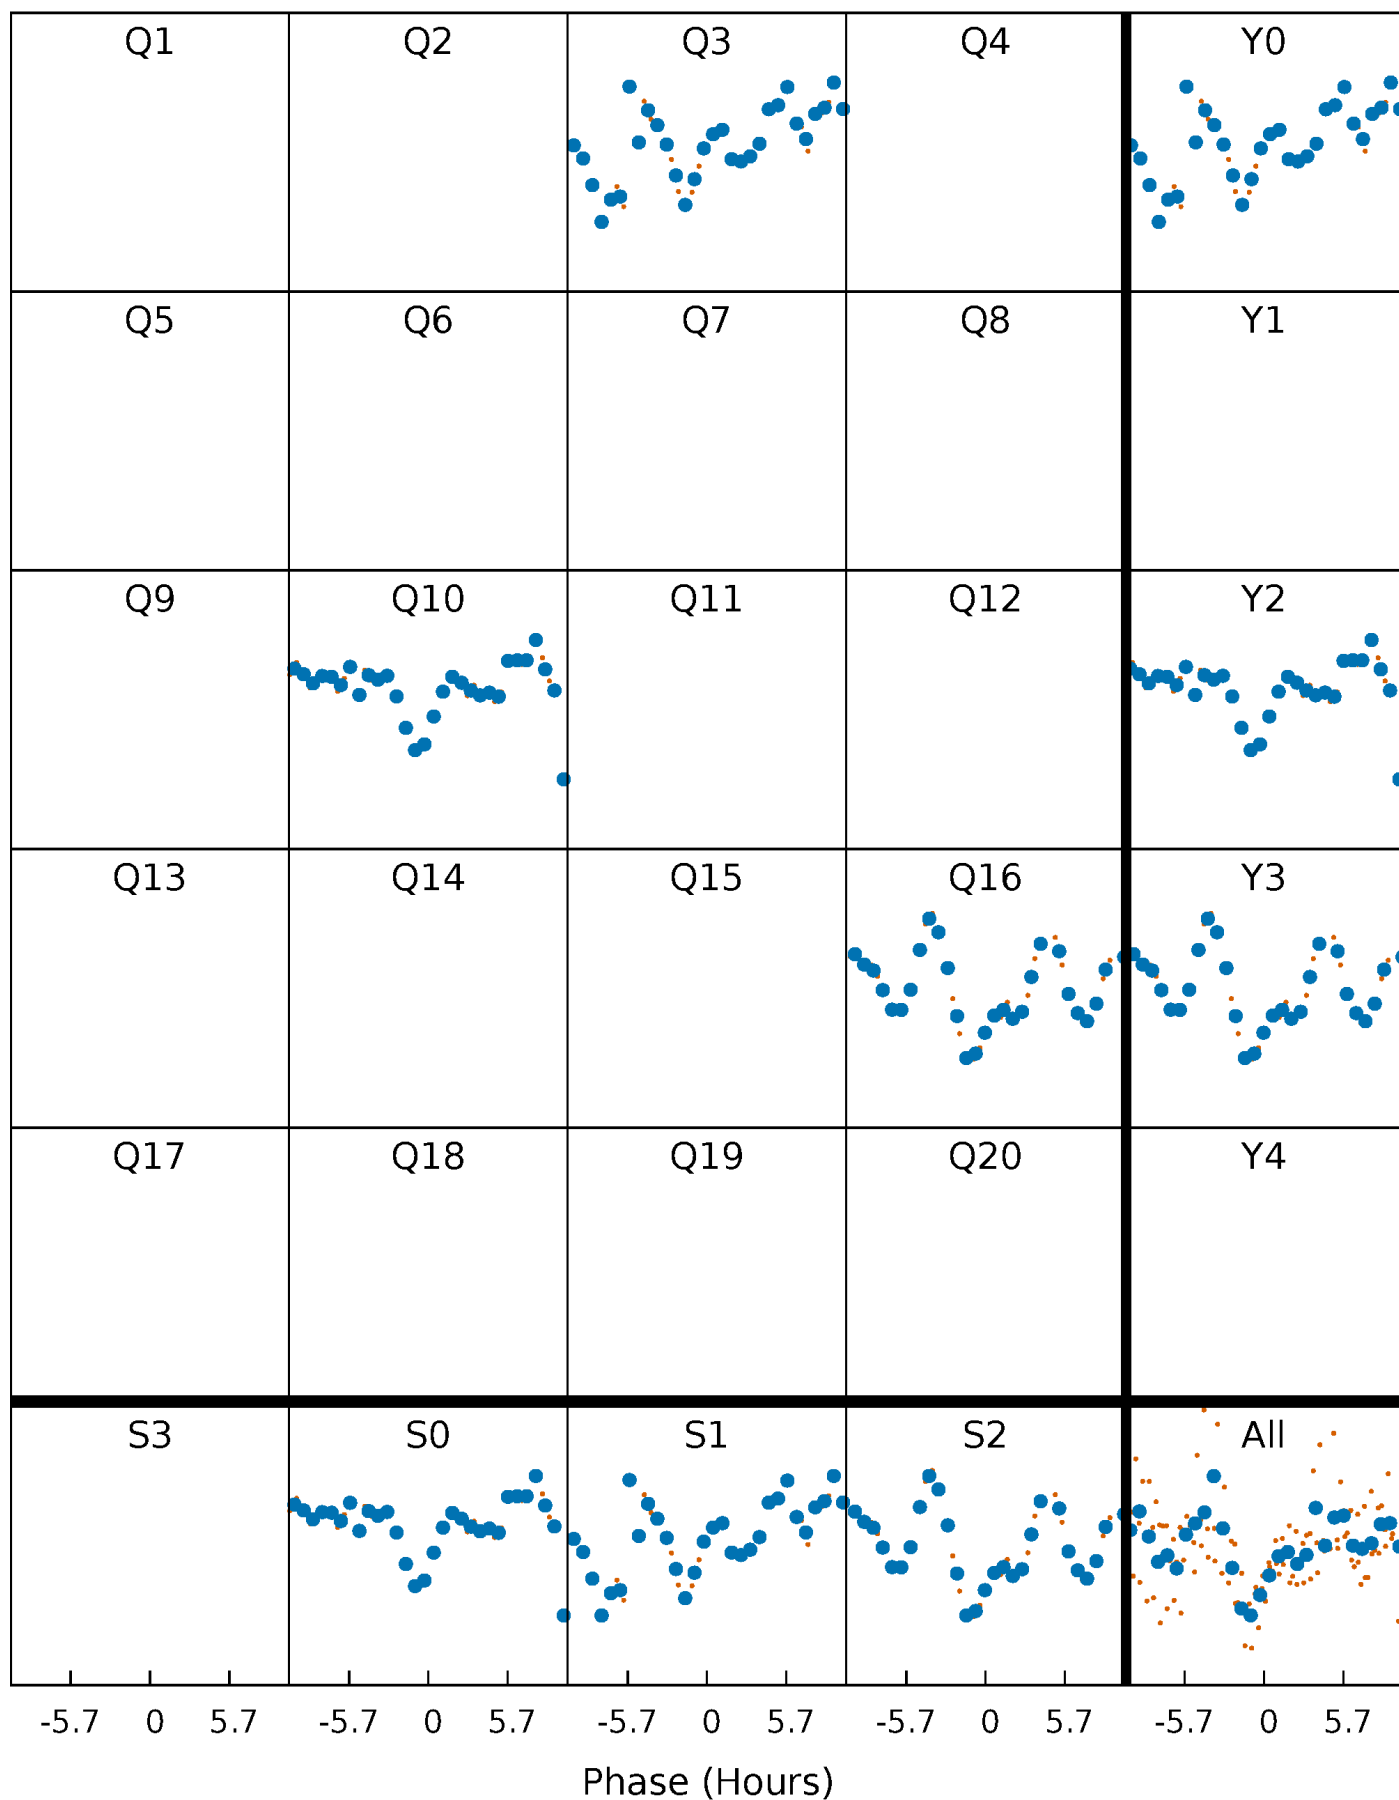 Q1 Q2 Q3 Q4 Y0
Q5 Q6 Q7 Q8 Y1
Q9 Q10 Q11 Q12 Y2
Q13 Q14 Q15 Q16 Y3
Q17 Q18 Q19 Q20 Y4
S3 S0 S1 S2 All
-5.7 0 5.7 -5.7 0 5.7 -5.7 0 5.7 -5.7 0 5.7 -5.7 0 5.7
Phase (Hours)